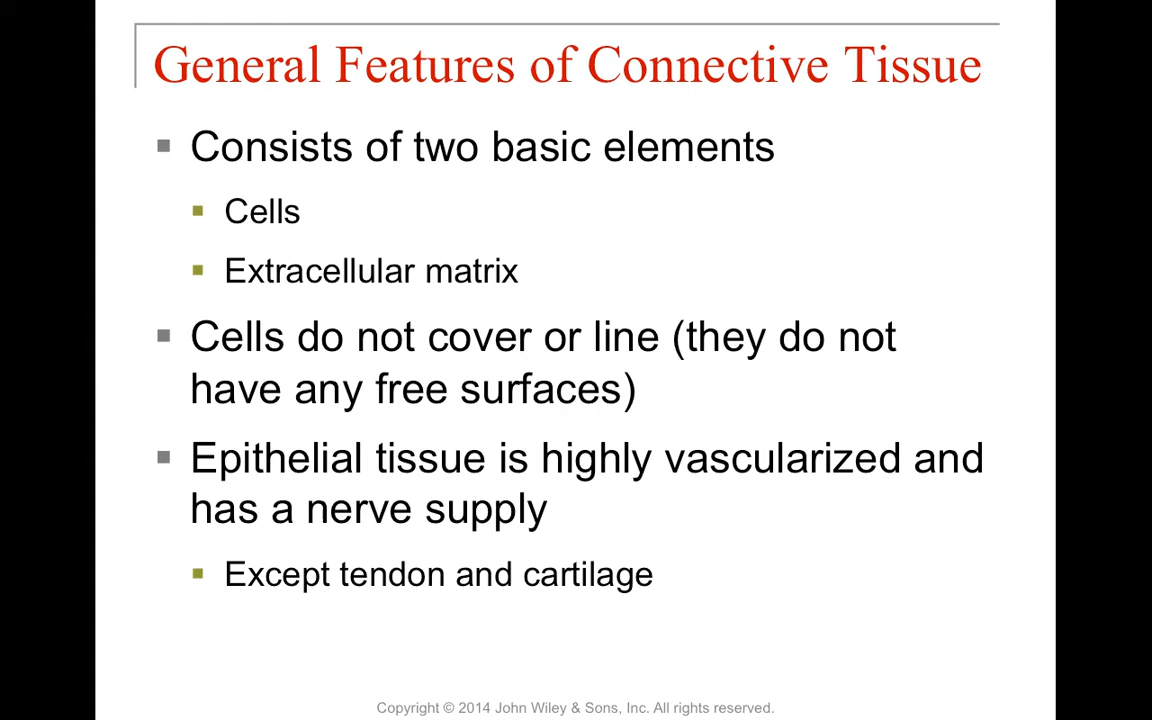 General Features of Connective Tissue
Consists of two basic elements
Cells
Extracellular matrix
Cells do not cover or line (they do not
have any free surfaces)
Epithelial tissue is highly vascularized and
has a nerve supply
Except tendon and cartilage
Copyright © 2014 John Wiley & Sons, Inc. All rights reserved.